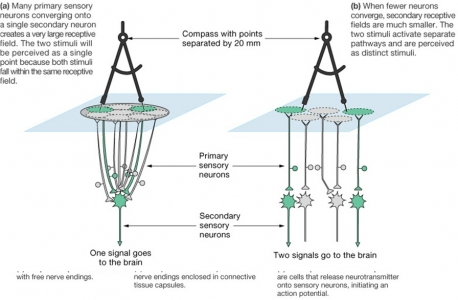 (a) Many primary sensory
neurons converging onto
a single secondary neuron
creates a very large receptive
field. The two stimuli will
be perceived as a single
point because both stimuli
fall within the same receptive
field.
Compass with points
separated by 20 mm
(b) When fewer neurons
converge, secondary receptive
fields are much smaller. The
two stimuli activate separate
pathways and are perceived
as distinct stimuli.
Primary
sensory
neurons
Secondary
sensory
neurons
One signal goes
to the brain
Two signals go to the brain
with free nerve endings.
nerve endings enclosed in connective
tissue capsules.
are cells that release neurotransmitter
onto sensory neurons, initiating an
action potential.